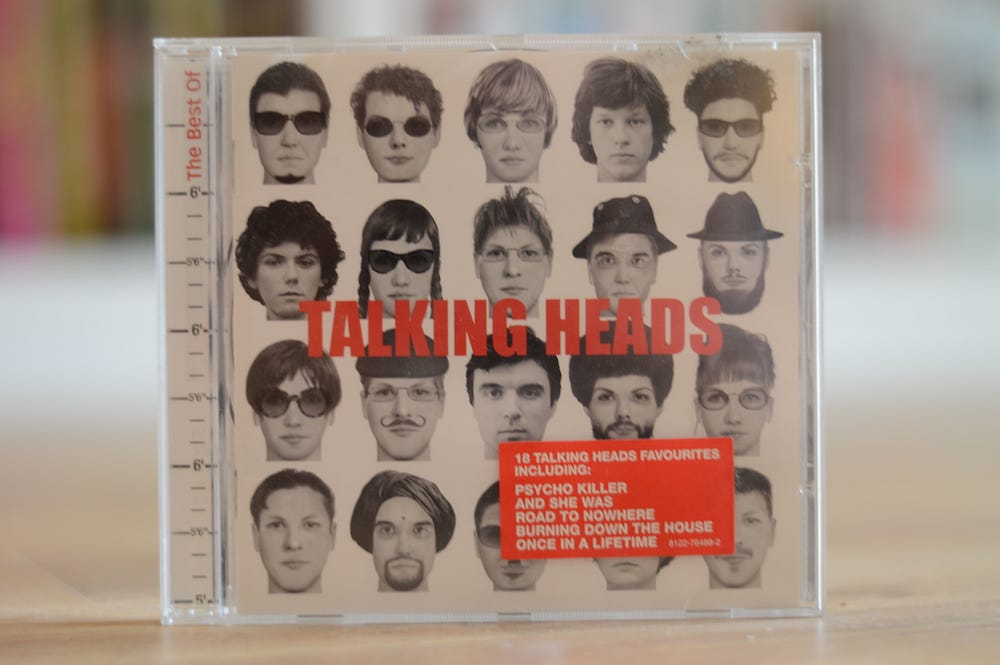 The Best Of
6'
5'6"
6'
5'6"
6'
5'6"
5'
TALKING HEADS
18 TALKING HEADS FAVOURITES
INCLUDING:
PSYCHO KILLER
AND SHE WAS
ROAD TO NOWHERE
BURNING DOWN THE HOUSE
ONCE IN A LIFETIME 8122-76488-2